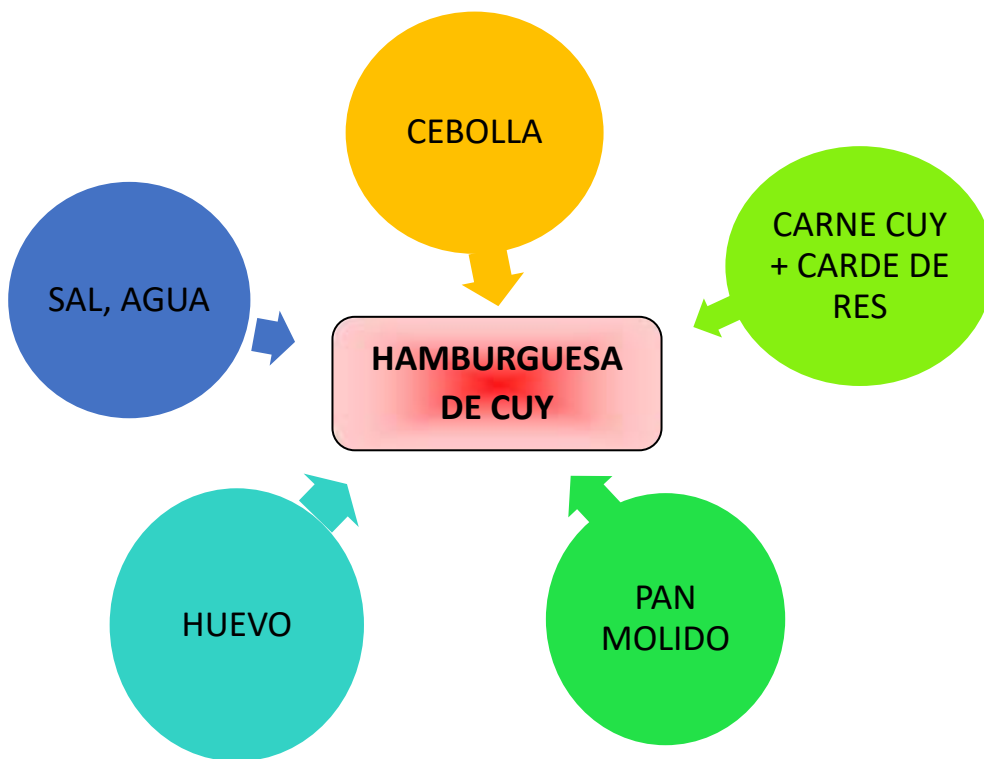 CEBOLLA
SAL, AGUA
CARNE CUY
+ CARDE DE
RES
HAMBURGUESA
DE CUY
HUEVO
PAN
MOLIDO